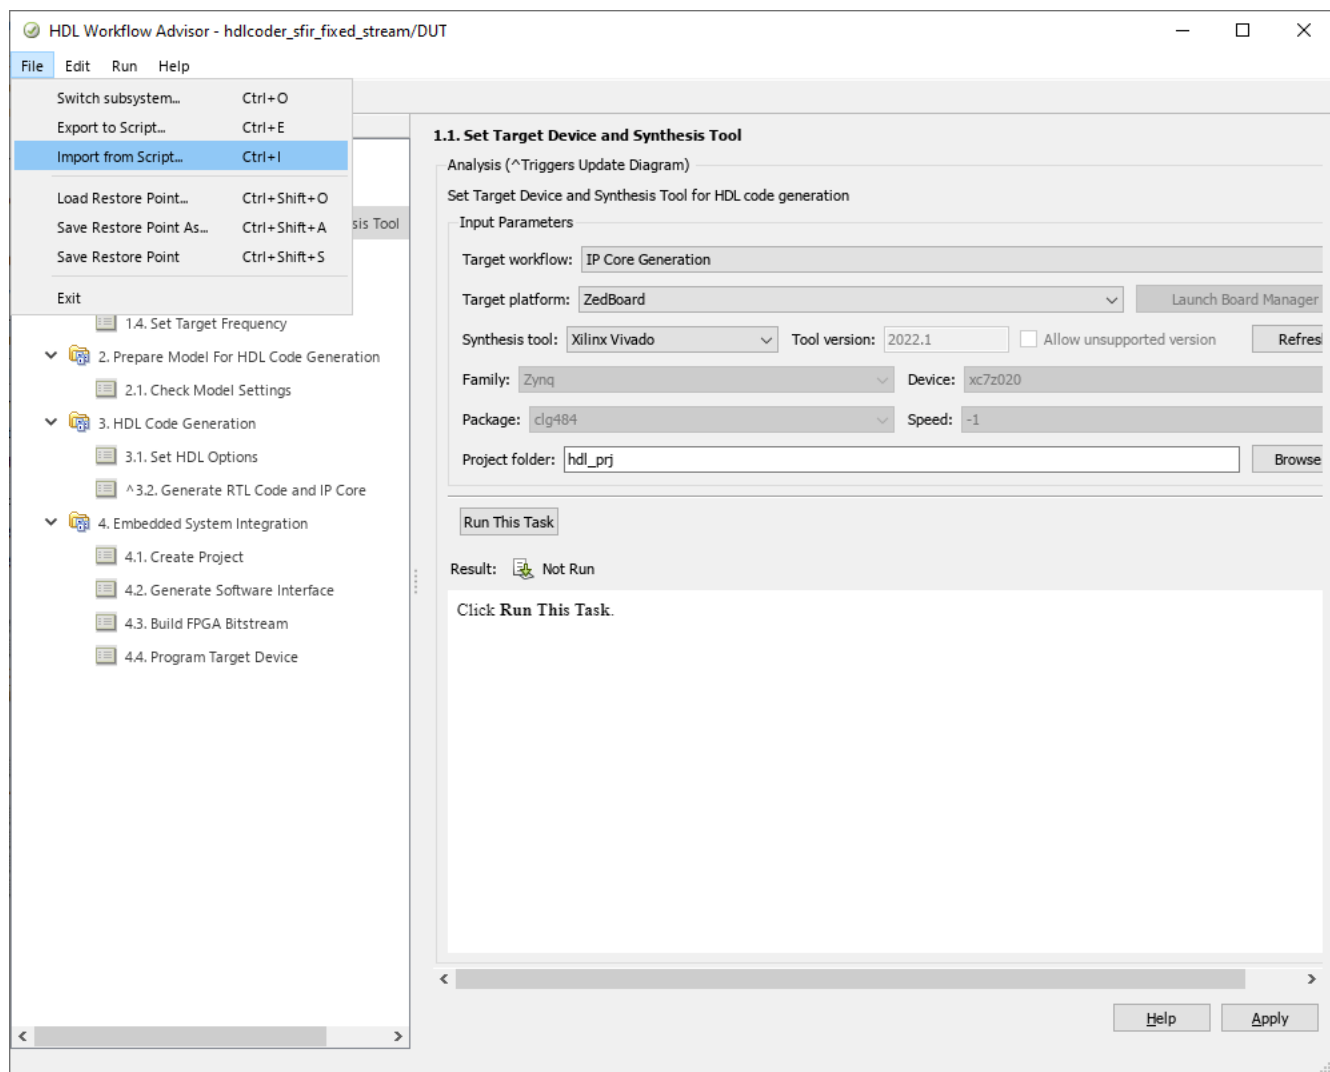 HDL Workflow Advisor - hdlcoder_sfir_fixed_stream/DUT
File Edit Run Help
Switch subsystem... Ctrl+O
Export to Script... Ctrl+E
Import from Script... Ctrl+I
Load Restore Point... Ctrl+Shift+O
Save Restore Point As... Ctrl+Shift+A
Save Restore Point Ctrl+Shift+S
Exit
sis Tool
1.4. Set Target Frequency
2. Prepare Model For HDL Code Generation
2.1. Check Model Settings
3. HDL Code Generation
3.1. Set HDL Options
^3.2. Generate RTL Code and IP Core
4. Embedded System Integration
4.1. Create Project
4.2. Generate Software Interface
4.3. Build FPGA Bitstream
4.4. Program Target Device
1.1. Set Target Device and Synthesis Tool
Analysis (^Triggers Update Diagram)
Set Target Device and Synthesis Tool for HDL code generation
Input Parameters
Target workflow: IP Core Generation
Target platform: ZedBoard Launch Board Manager
Synthesis tool: Xilinx Vivado Tool version: 2022.1 Allow unsupported version Refres
Family: Zynq Device: xc7z020
Package: clg484 Speed: -1
Project folder: hdl_prj Browse
Run This Task
Result: Not Run
Click Run This Task.
Help Apply